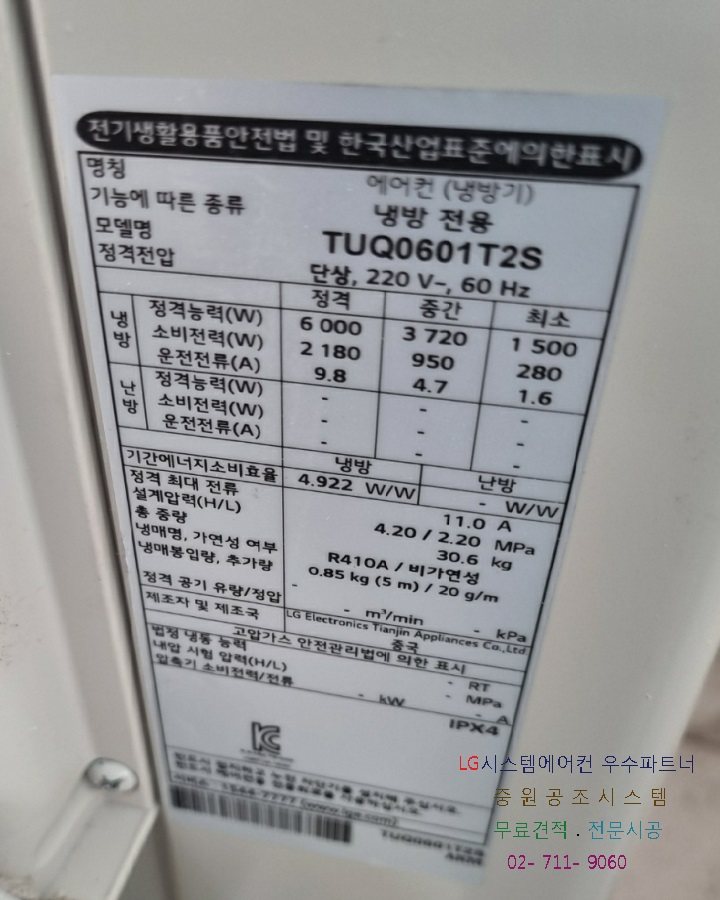 전기생활용품안전법 및 한국산업표준에의한표시
명칭 에어컨 (냉방기)
기능에 따른 종류 냉방 전용
모델명 TUQ0601T2S
정격전압 단상, 220 V~, 60 Hz
정격 중간 최소
냉방 정격능력(W) 6 000 3 720 1 500
소비전력(W) 2 180 950 280
운전전류(A) 9.8 4.7 1.6
난방 정격능력(W) - - -
소비전력(W) - - -
운전전류(A) - - -
냉방 난방
기간에너지소비효율 4.922 W/W - W/W
정격 최대 전류 11.0 A
설계압력(H/L) 4.20 / 2.20 MPa
총 중량 30.6 kg
냉매명, 가연성 여부 R410A / 비가연성
냉매봉입량, 추가량 0.85 kg (5 m) / 20 g/m
정격 공기 유량/정압 - - m³/min - kPa
제조자 및 제조국 LG Electronics Tianjin Appliances Co.,Ltd.
중국
고압가스 안전관리법에 의한 표시
법정 냉동 능력 - RT
내압 시험 압력(H/L) - MPa
압축기 소비전력/전류 - kW - A
IPX4
서비스 1544-7777 (www.lge.com)
TUQ0601T2S
LG시스템에어컨 우수파트너
중원공조시스템
무료견적 . 전문시공
02- 711- 9060